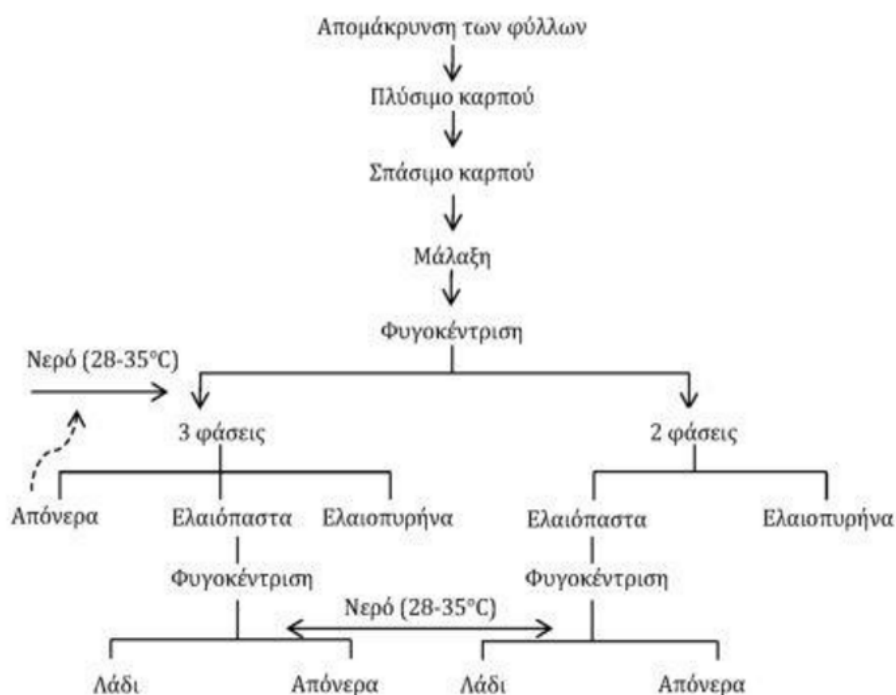 Απομάκρυνση των φύλλων
Πλύσιμο καρπού
Σπάσιμο καρπού
Μάλαξη
Φυγοκέντριση
Νερό (28-35°C)
3 φάσεις
2 φάσεις
Απόνερα
Ελαιόπαστα
Ελαιοπυρήνα
Ελαιόπαστα
Ελαιοπυρήνα
Φυγοκέντριση
Φυγοκέντριση
Νερό (28-35°C)
Λάδι
Απόνερα
Λάδι
Απόνερα